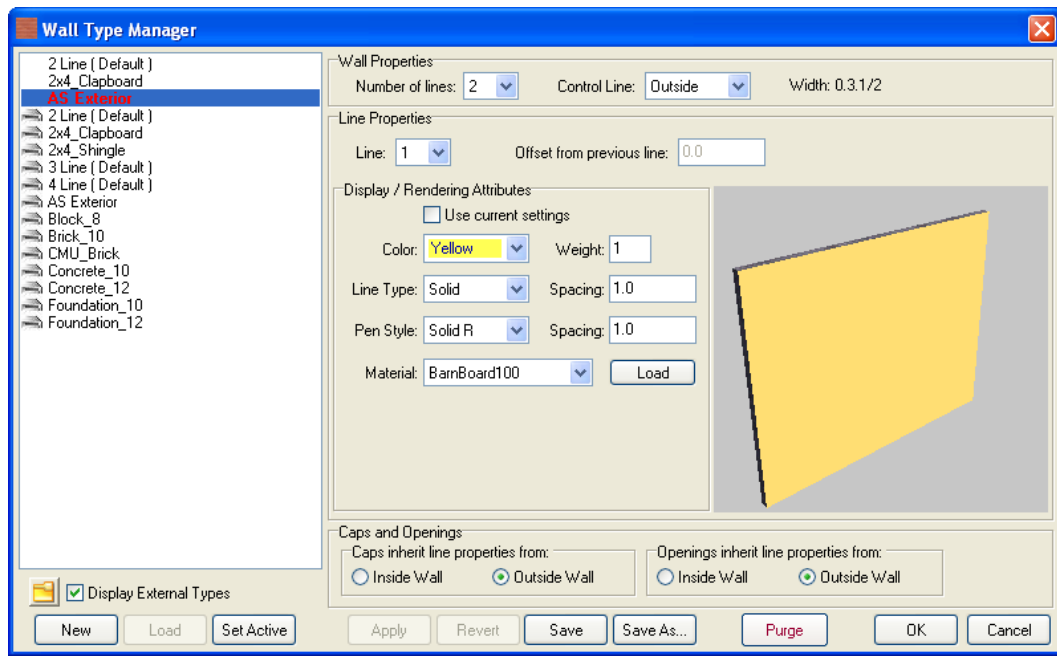 Wall Type Manager
2 Line ( Default )
2x4_Clapboard
AS Exterior
2 Line ( Default )
2x4_Clapboard
2x4_Shingle
3 Line ( Default )
4 Line ( Default )
AS Exterior
Block_8
Brick_10
CMU_Brick
Concrete_10
Concrete_12
Foundation_10
Foundation_12
Display External Types
New Load Set Active
Wall Properties
Number of lines: 2 Control Line: Outside Width: 0.3.1/2
Line Properties
Line: 1 Offset from previous line: 0.0
Display / Rendering Attributes
Use current settings
Color: Yellow Weight: 1
Line Type: Solid Spacing: 1.0
Pen Style: Solid R Spacing: 1.0
Material: BarnBoard100 Load
Caps and Openings
Caps inherit line properties from:
Inside Wall Outside Wall
Openings inherit line properties from:
Inside Wall Outside Wall
Apply Revert Save Save As... Purge OK Cancel